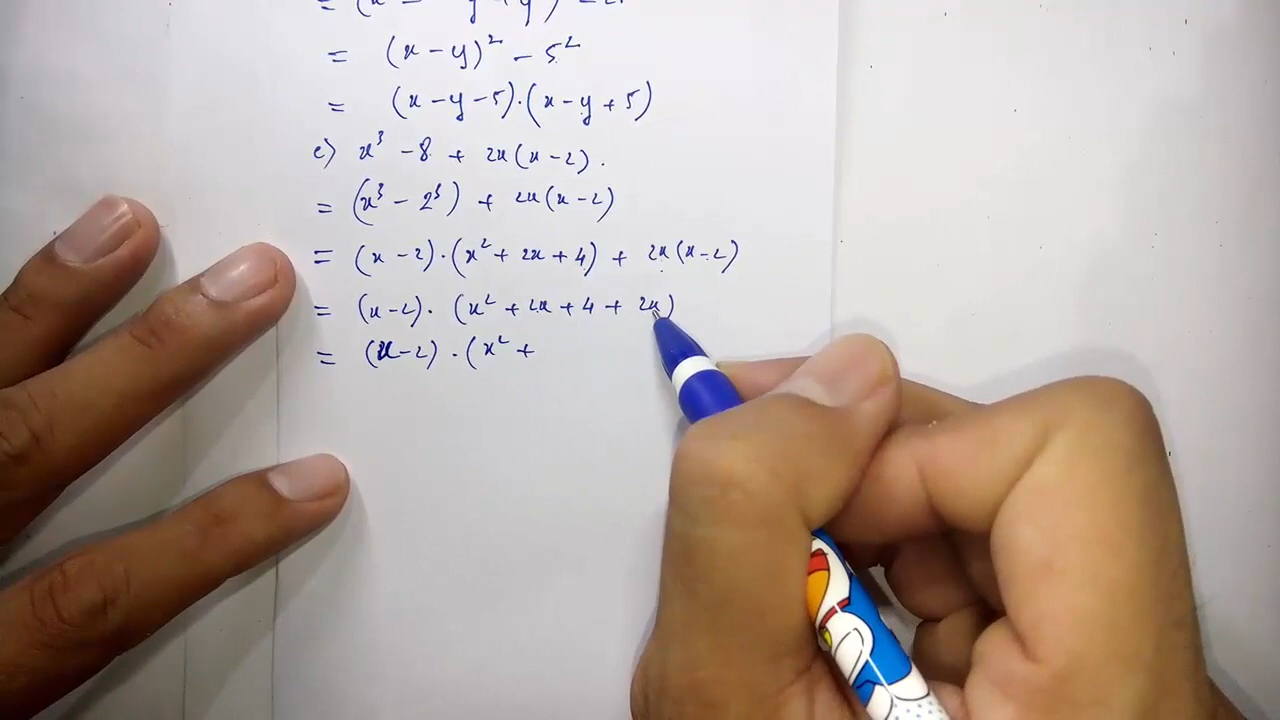 = (x - y)² - 5²
= (x - y - 5).(x - y + 5)
c) x³ - 8 + 2x(x - 2).
= (x³ - 2³) + 2x(x - 2)
= (x - 2).(x² + 2x + 4) + 2x(x - 2)
= (x - 2). (x² + 2x + 4 + 2x)
= (x - 2).(x² +